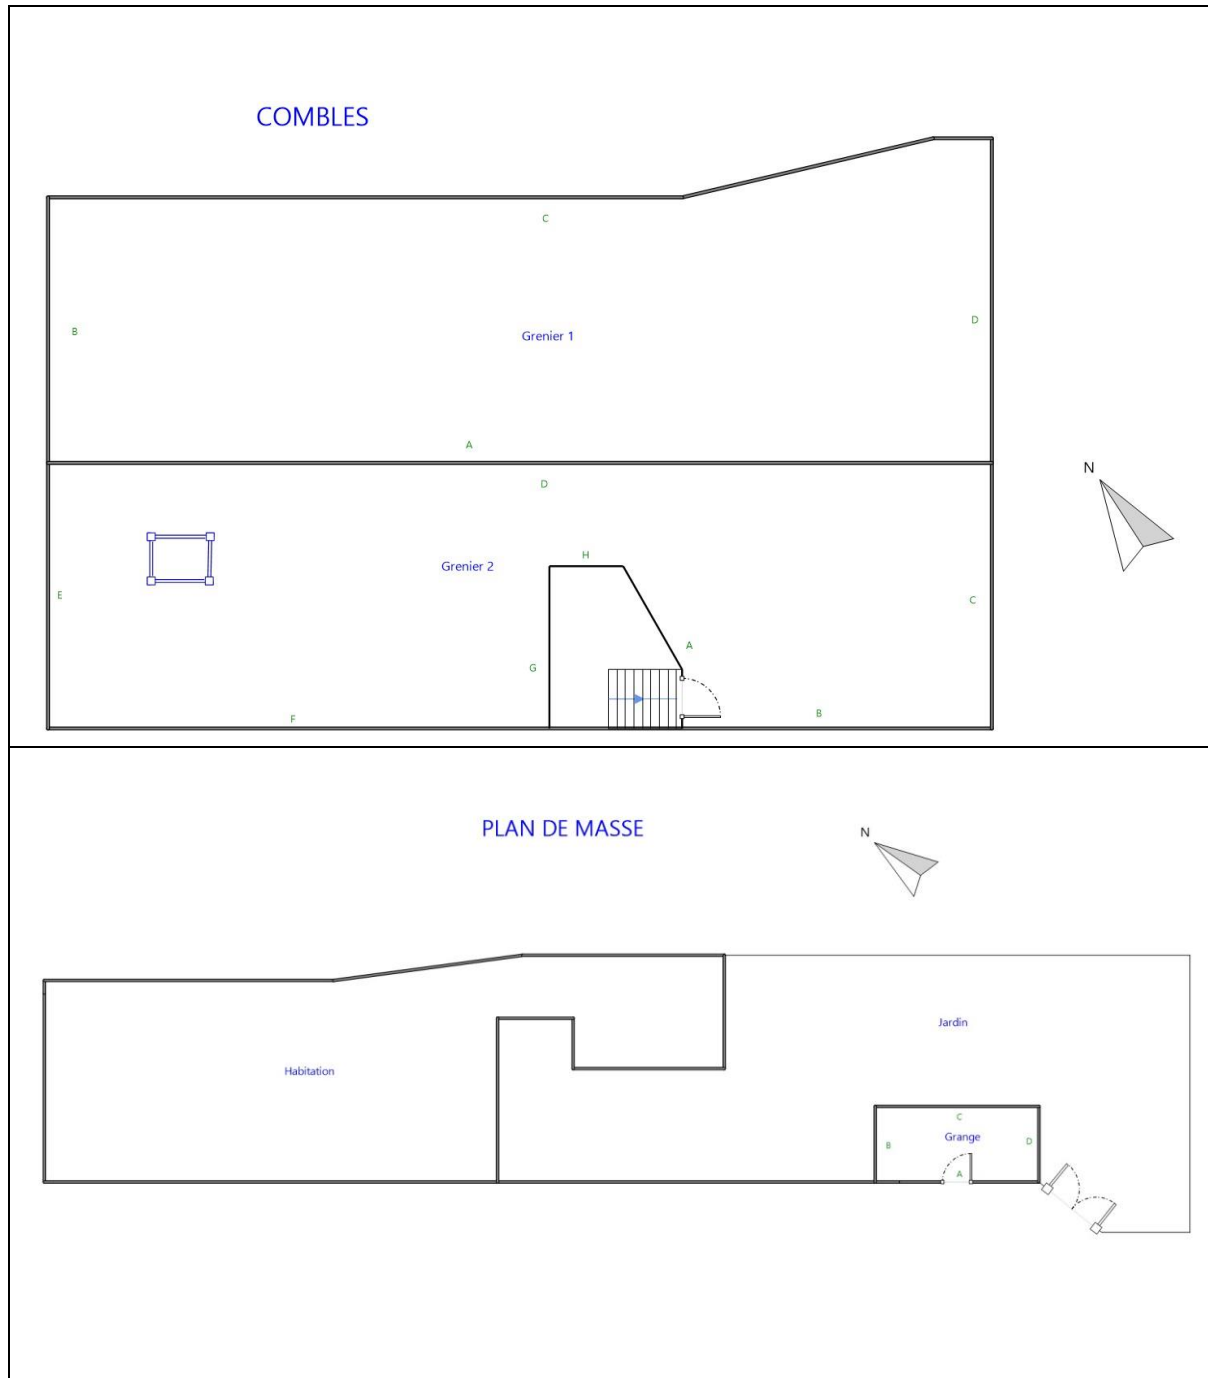 COMBLES
C
B
D
Grenier 1
A
N
D
H
Grenier 2
E
C
A
G
F
B
PLAN DE MASSE
N
Jardin
Habitation
C
Grange
B
D
A